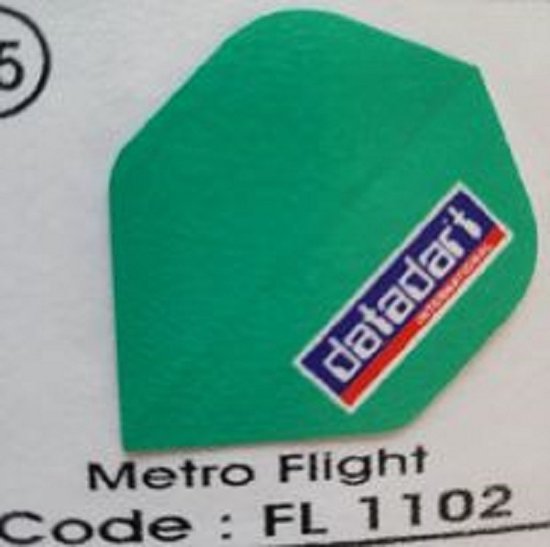 5
datadart
INTERNATIONAL
Metro Flight
Code : FL 1102